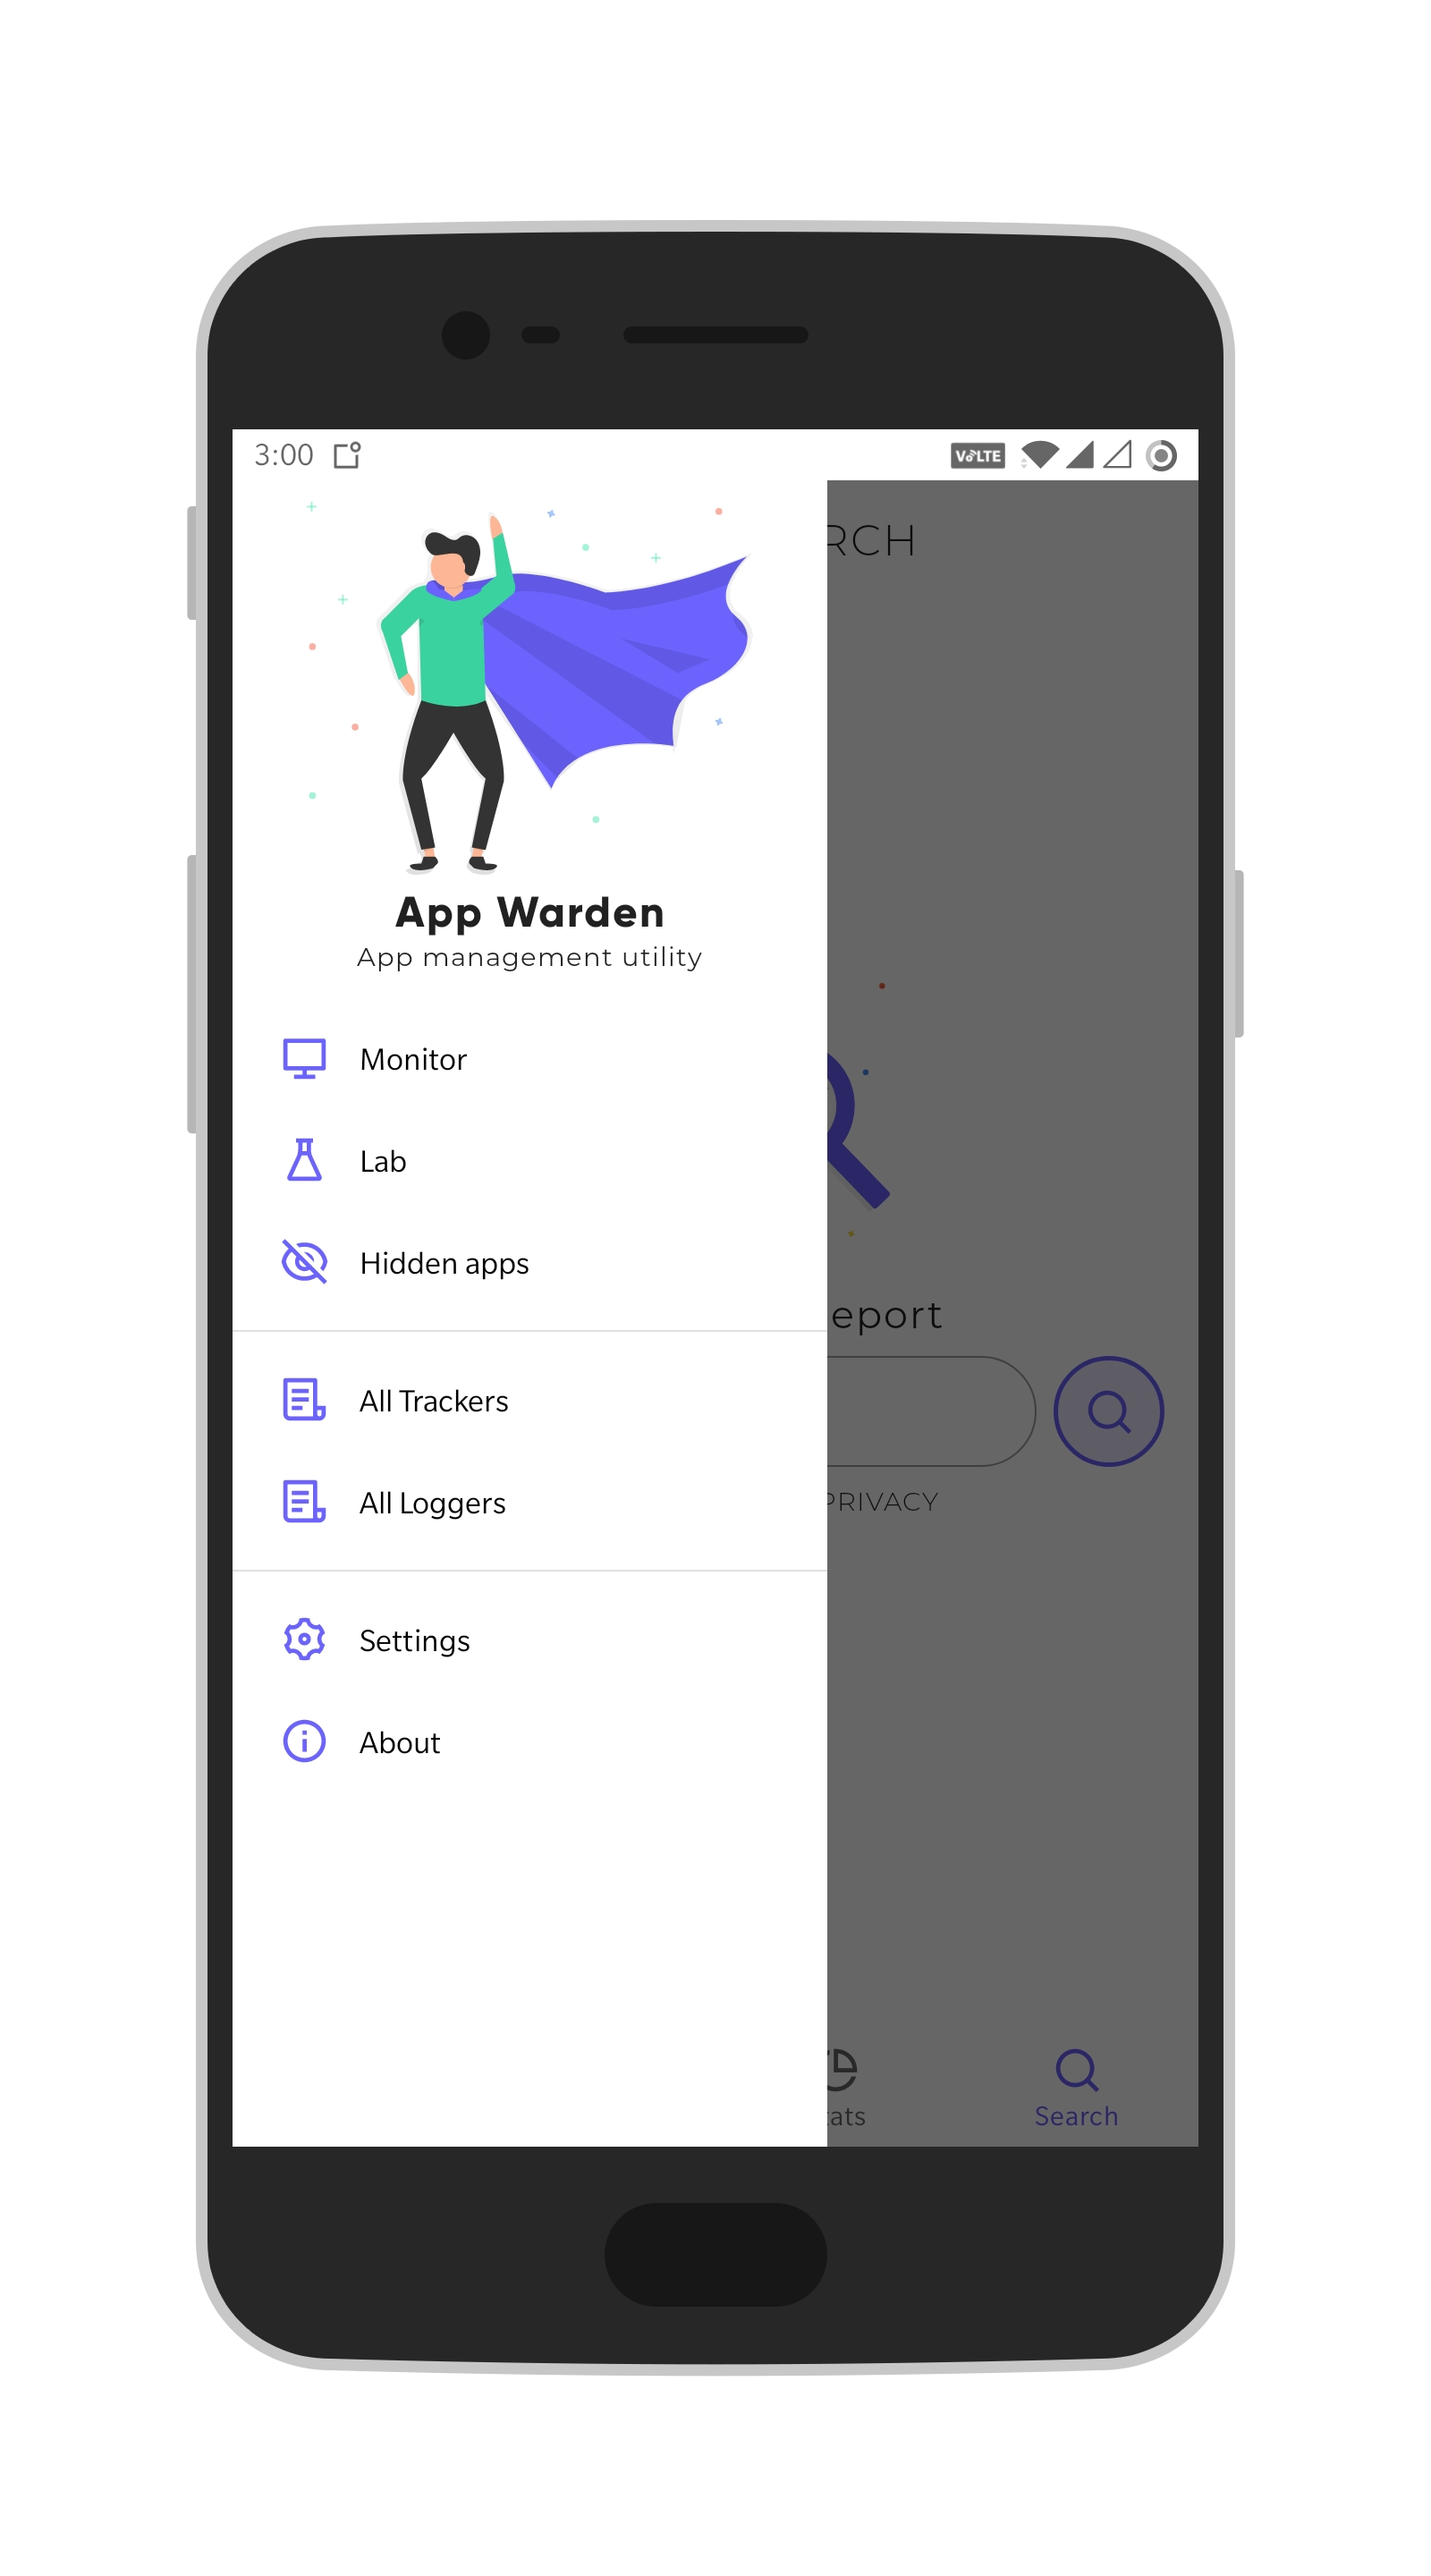 3:00
VoLTE
RCH
App Warden
App management utility
Monitor
Lab
Hidden apps
eport
All Trackers
All Loggers
PRIVACY
Settings
About
tats
Search